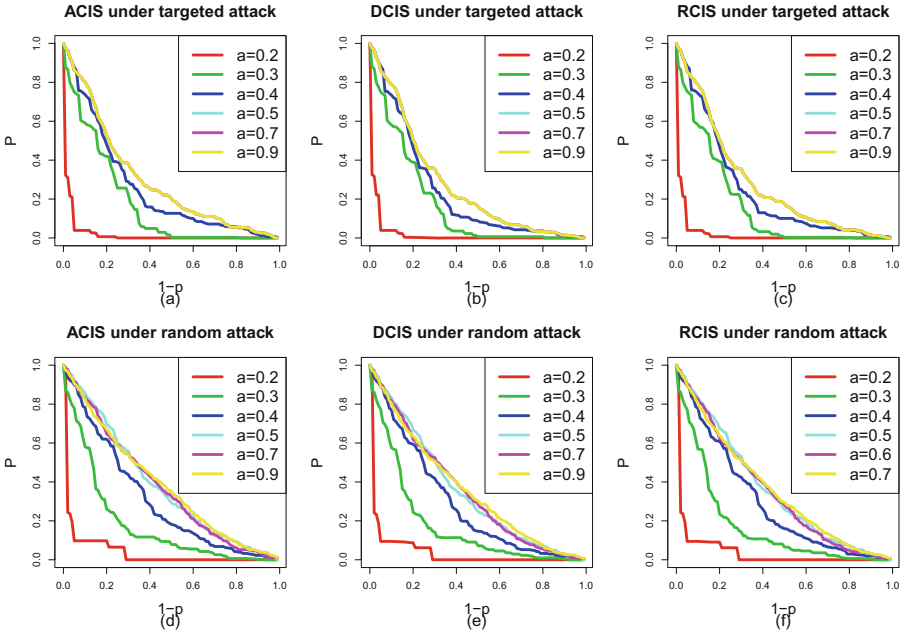 ACIS under targeted attack
P
0.0 0.2 0.4 0.6 0.8 1.0
a=0.2
a=0.3
a=0.4
a=0.5
a=0.7
a=0.9
0.0 0.2 0.4 0.6 0.8 1.0
1−p
(a)
DCIS under targeted attack
P
0.0 0.2 0.4 0.6 0.8 1.0
a=0.2
a=0.3
a=0.4
a=0.5
a=0.7
a=0.9
0.0 0.2 0.4 0.6 0.8 1.0
1−p
(b)
RCIS under targeted attack
P
0.0 0.2 0.4 0.6 0.8 1.0
a=0.2
a=0.3
a=0.4
a=0.5
a=0.7
a=0.9
0.0 0.2 0.4 0.6 0.8 1.0
1−p
(c)
ACIS under random attack
P
0.0 0.2 0.4 0.6 0.8 1.0
a=0.2
a=0.3
a=0.4
a=0.5
a=0.7
a=0.9
0.0 0.2 0.4 0.6 0.8 1.0
1−p
(d)
DCIS under random attack
P
0.0 0.2 0.4 0.6 0.8 1.0
a=0.2
a=0.3
a=0.4
a=0.5
a=0.7
a=0.9
0.0 0.2 0.4 0.6 0.8 1.0
1−p
(e)
RCIS under random attack
P
0.0 0.2 0.4 0.6 0.8 1.0
a=0.2
a=0.3
a=0.4
a=0.5
a=0.6
a=0.7
0.0 0.2 0.4 0.6 0.8 1.0
1−p
(f)